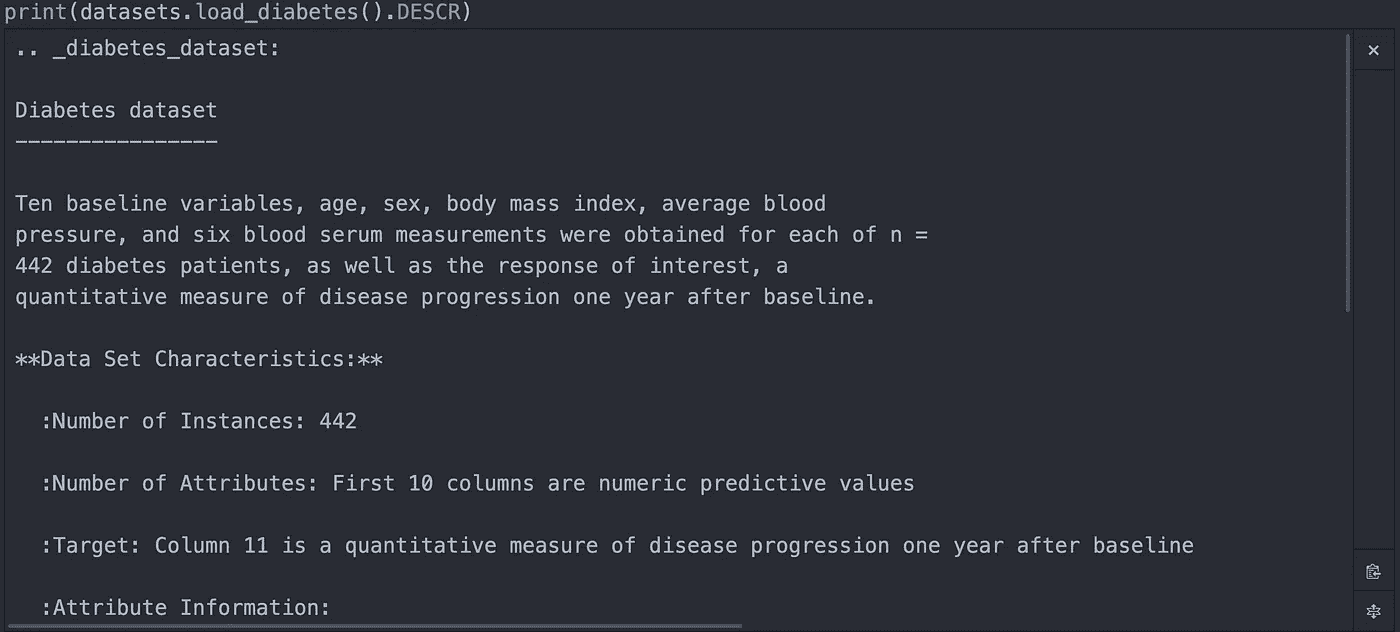 print(datasets.load_diabetes().DESCR)
.. _diabetes_dataset:
Diabetes dataset
----------------
Ten baseline variables, age, sex, body mass index, average blood
pressure, and six blood serum measurements were obtained for each of n =
442 diabetes patients, as well as the response of interest, a
quantitative measure of disease progression one year after baseline.
**Data Set Characteristics:**
:Number of Instances: 442
:Number of Attributes: First 10 columns are numeric predictive values
:Target: Column 11 is a quantitative measure of disease progression one year after baseline
:Attribute Information: